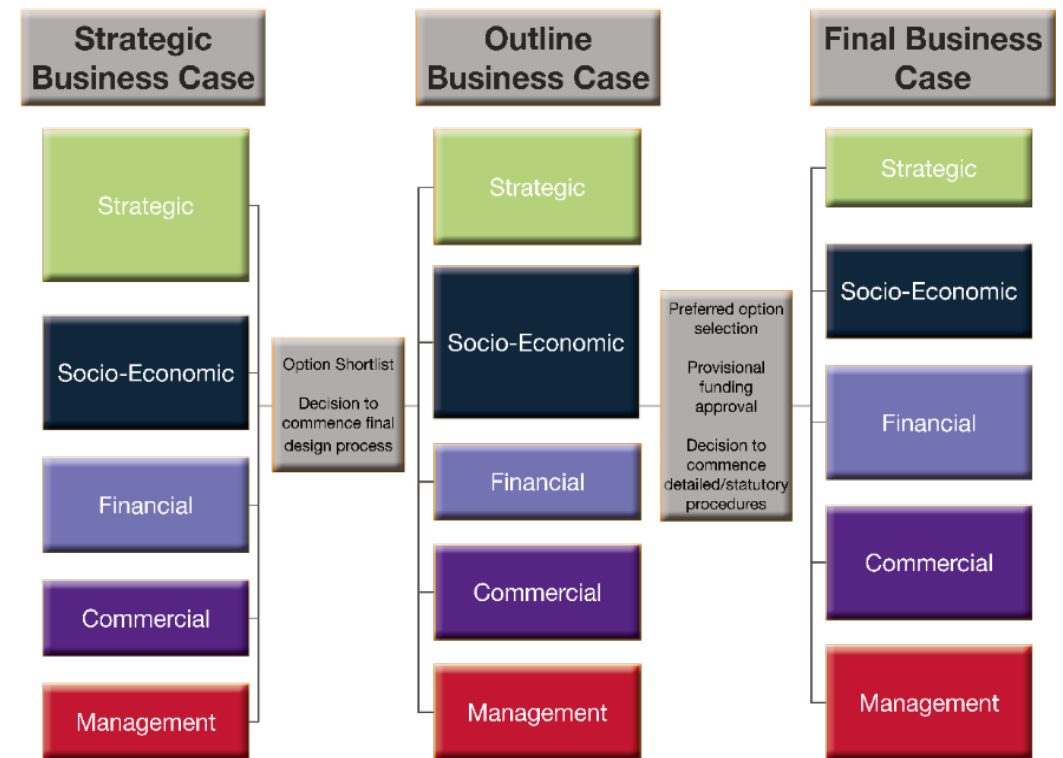 Strategic
Business Case
Strategic
Socio-Economic
Financial
Commercial
Management
Option Shortlist
Decision to
commence final
design process
Outline
Business Case
Strategic
Socio-Economic
Financial
Commercial
Management
Preferred option
selection
Provisional
funding
approval
Decision to
commence
detailed/statutory
procedures
Final Business
Case
Strategic
Socio-Economic
Financial
Commercial
Management